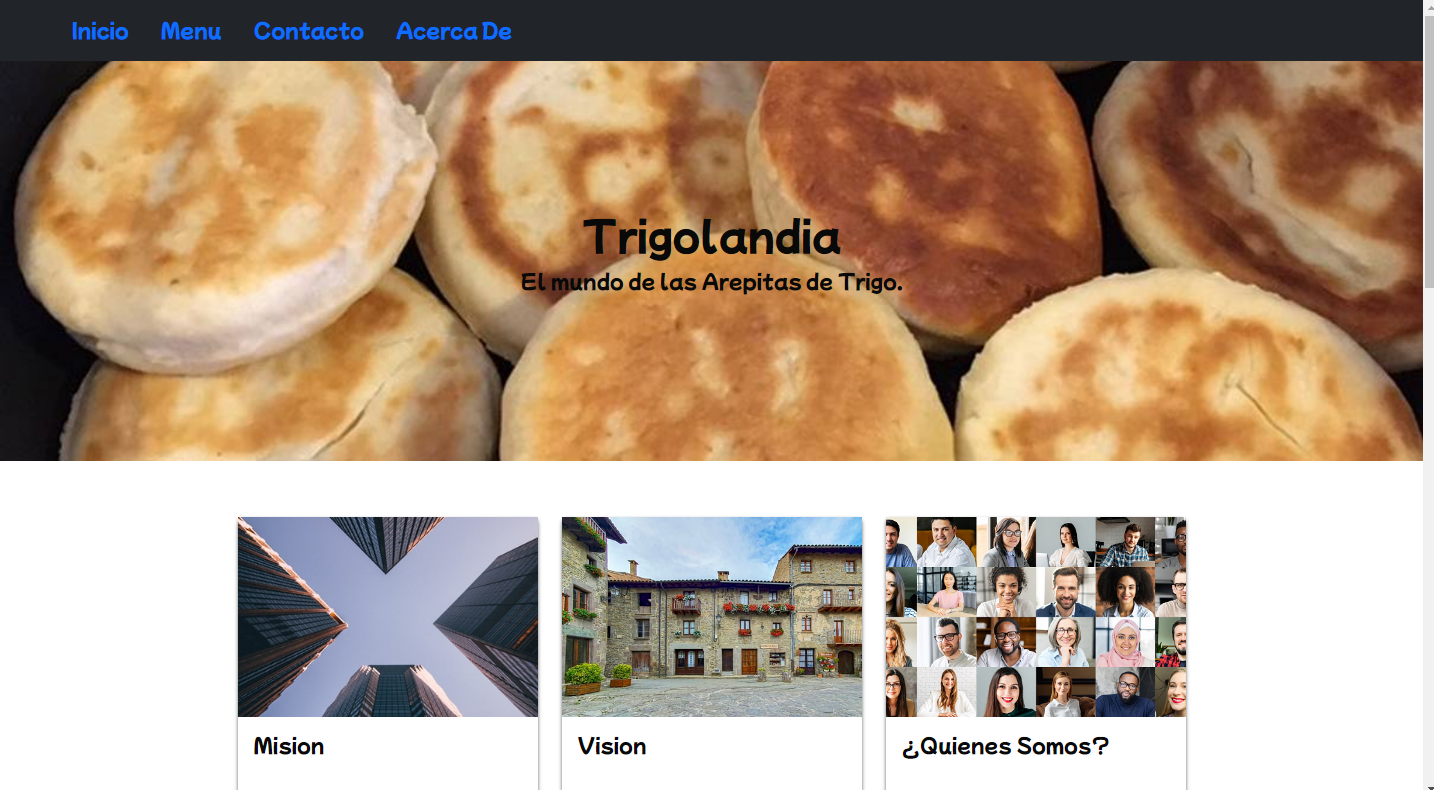 Inicio Menu Contacto Acerca De
Trigolandia
El mundo de las Arepitas de Trigo.
Mision
Vision
¿Quienes Somos?